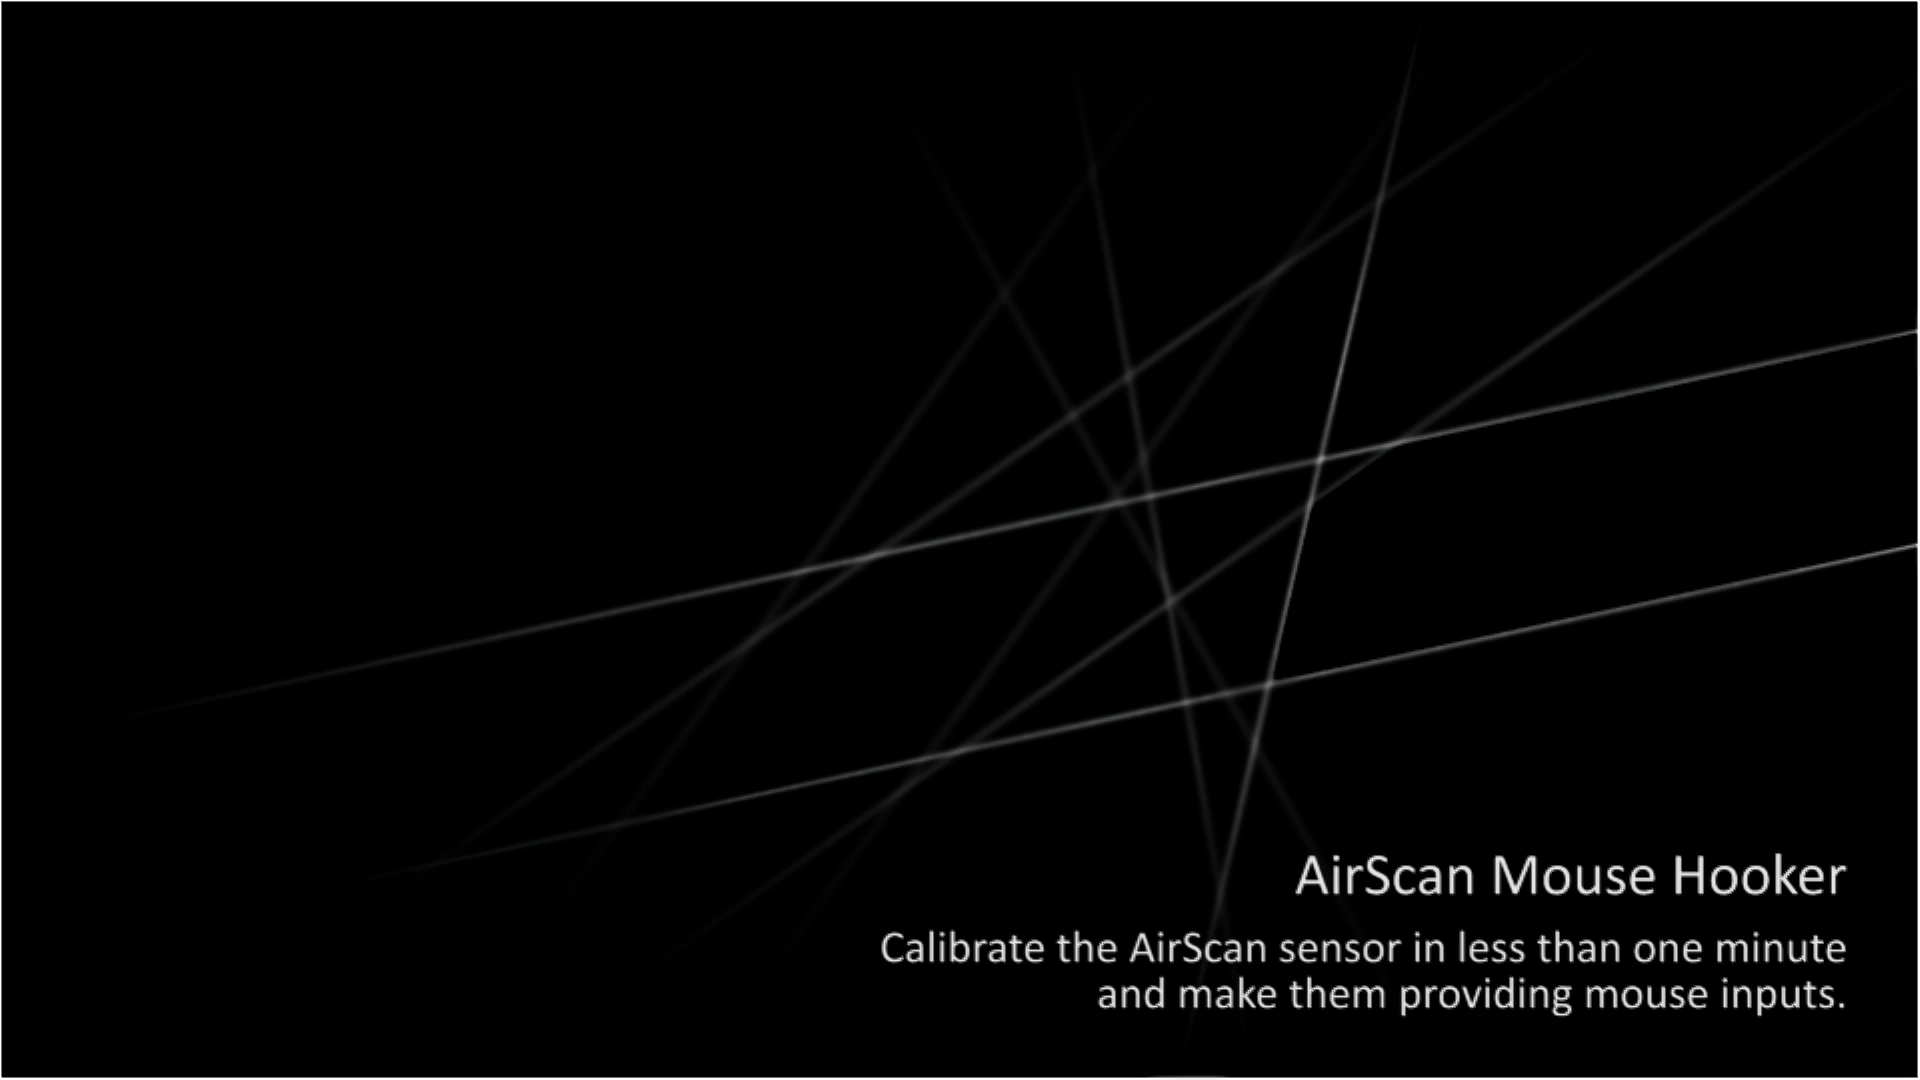 AirScan Mouse Hooker
Calibrate the AirScan sensor in less than one minute
and make them providing mouse inputs.